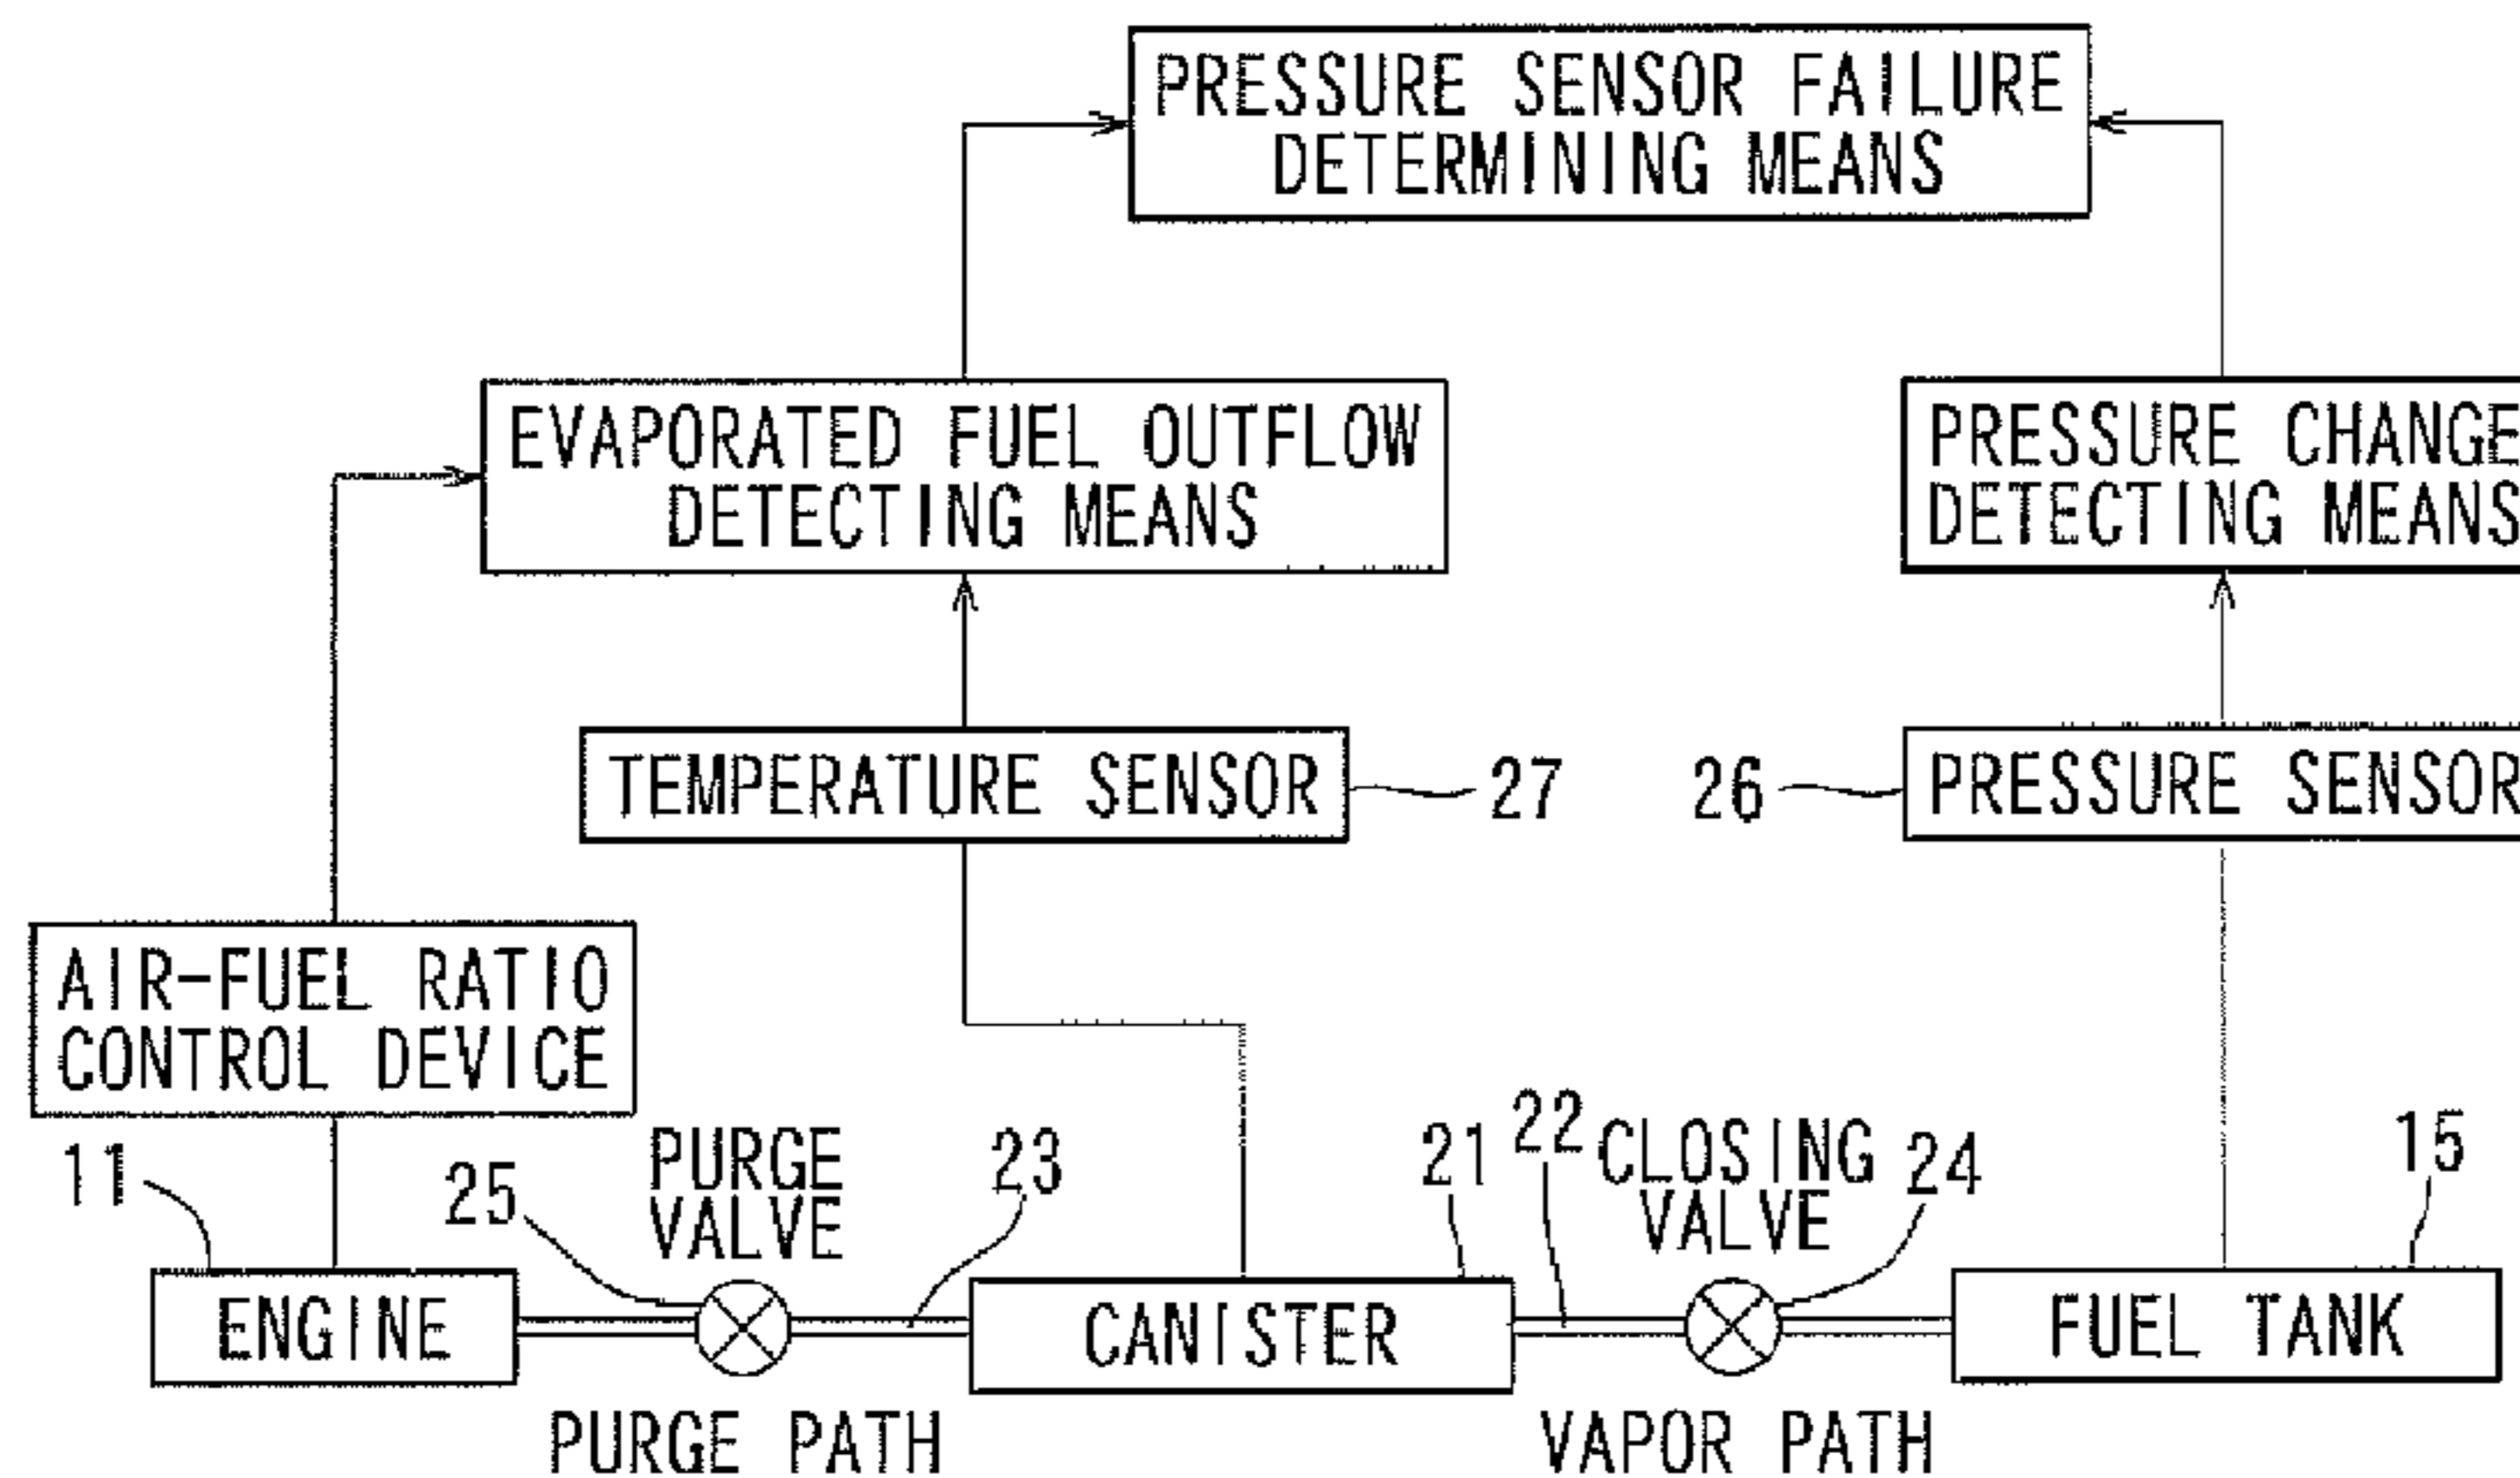 PRESSURE SENSOR FAILURE
DETERMINING MEANS
EVAPORATED FUEL OUTFLOW
DETECTING MEANS
PRESSURE CHANGE
DETECTING MEANS
TEMPERATURE SENSOR
27
26
PRESSURE SENSOR
AIR-FUEL RATIO
CONTROL DEVICE
11
25
PURGE
VALVE
23
21
22
CLOSING
VALVE
24
15
ENGINE
CANISTER
FUEL TANK
PURGE PATH
VAPOR PATH